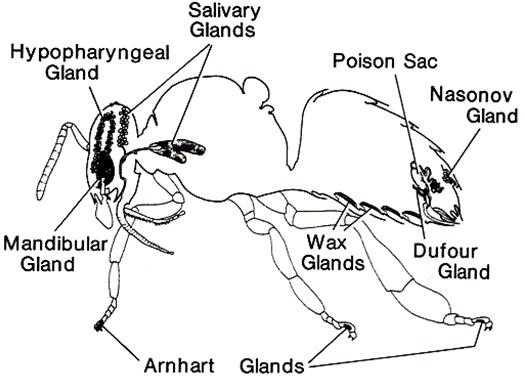 Salivary
Glands
Hypopharyngeal
Gland
Poison Sac
Nasonov
Gland
Mandibular
Gland
Wax
Glands
Dufour
Gland
Arnhart Glands